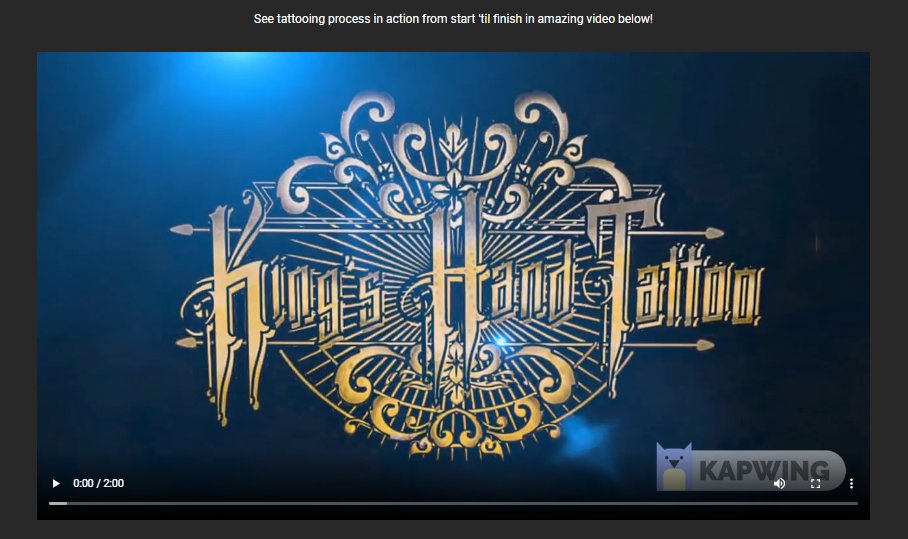 See tattooing process in action from start 'til finish in amazing video below!
King's Hand Tattoo
KAPWING
0:00 / 2:00